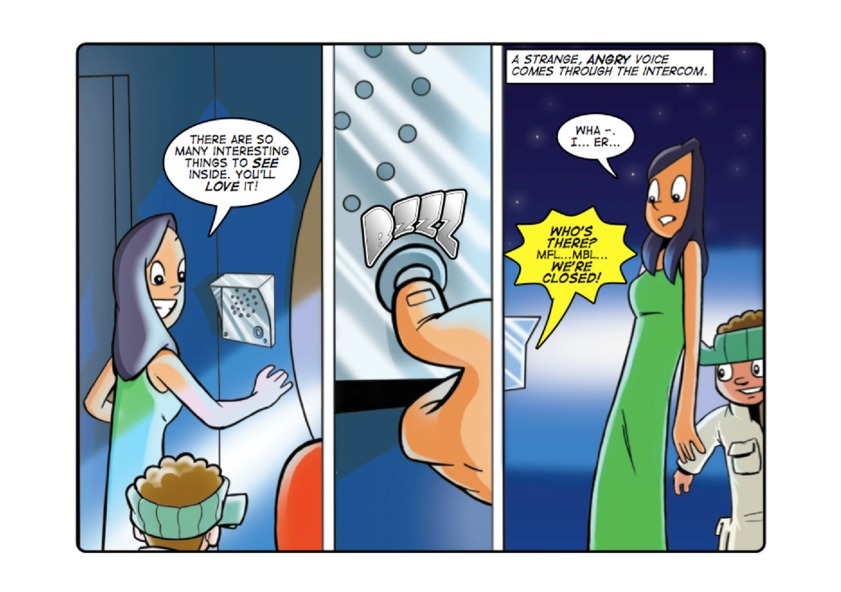 THERE ARE SO
MANY INTERESTING
THINGS TO SEE
INSIDE. YOU'LL
LOVE IT!
BZZZ
A STRANGE, ANGRY VOICE
COMES THROUGH THE INTERCOM.
WHA -.
I... ER...
WHO'S
THERE?
MFL...MBL...
WE'RE
CLOSED!